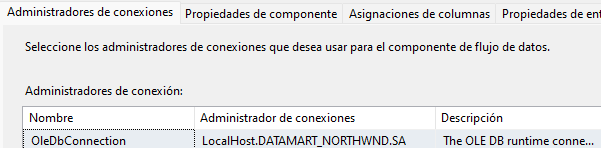 Administradores de conexiones Propiedades de componente Asignaciones de columnas Propiedades de ent
Seleccione los administradores de conexiones que desea usar para el componente de flujo de datos.
Administradores de conexión:
Nombre Administrador de conexiones Descripción
OleDbConnection LocalHost.DATAMART_NORTHWND.SA The OLE DB runtime conne...